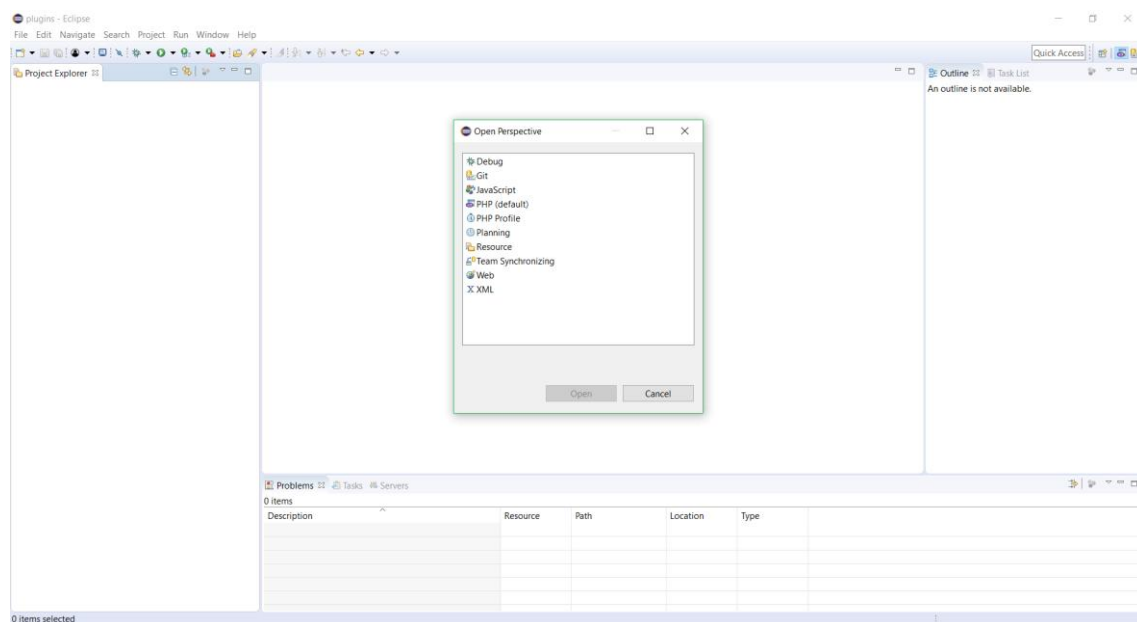 plugins - Eclipse
File Edit Navigate Search Project Run Window Help
Quick Access
Project Explorer
Outline Task List
An outline is not available.
Open Perspective
Debug
Git
JavaScript
PHP (default)
PHP Profile
Planning
Resource
Team Synchronizing
Web
XML
Open Cancel
Problems Tasks Servers
0 items
Description Resource Path Location Type
0 items selected